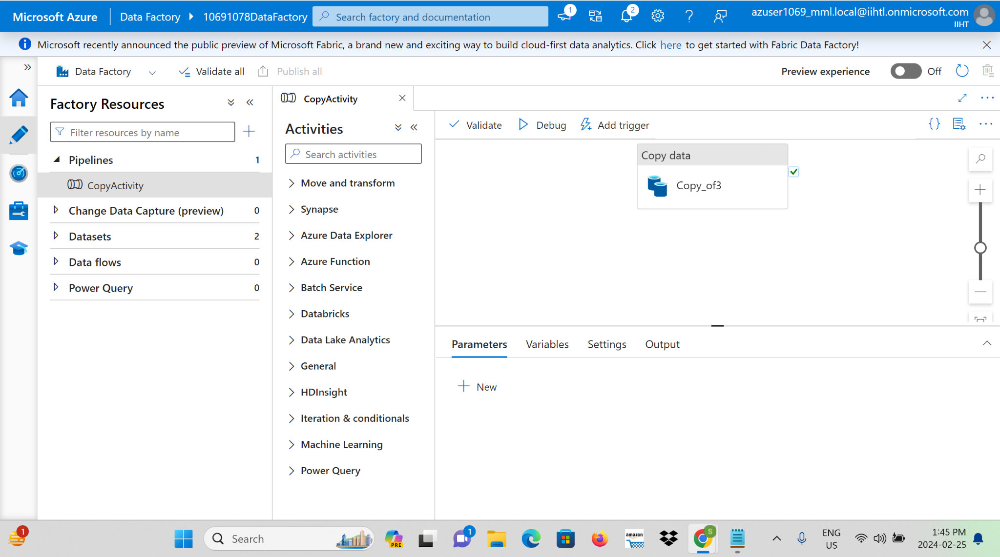 Microsoft Azure
Data Factory
10691078DataFactory
Search factory and documentation
1
2
azuser1069_mml.local@iihtl.onmicrosoft.com
IIHT
Microsoft recently announced the public preview of Microsoft Fabric, a brand new and exciting way to build cloud-first data analytics. Click here to get started with Fabric Data Factory!
Data Factory
Validate all
Publish all
Preview experience
Off
Factory Resources
Filter resources by name
Pipelines 1
CopyActivity
Change Data Capture (preview) 0
Datasets 2
Data flows 0
Power Query 0
CopyActivity
Activities
Search activities
Move and transform
Synapse
Azure Data Explorer
Azure Function
Batch Service
Databricks
Data Lake Analytics
General
HDInsight
Iteration & conditionals
Machine Learning
Power Query
Validate
Debug
Add trigger
Copy data
Copy_of3
Parameters
Variables
Settings
Output
New
1
Search
PRE
1
amazon
S
ENG
US
1:45 PM
2024-02-25